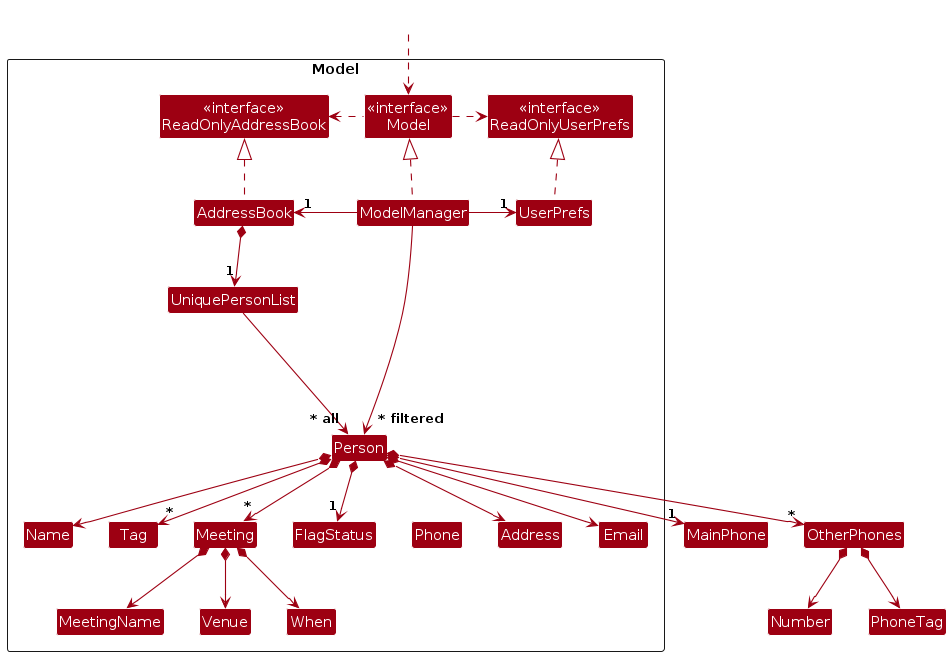 Model
«interface»
ReadOnlyAddressBook
«interface»
Model
«interface»
ReadOnlyUserPrefs
AddressBook
1
ModelManager
1
UserPrefs
1
UniquePersonList
* all
* filtered
Person
*
*
1
1
*
Name
Tag
Meeting
FlagStatus
Phone
Address
Email
MainPhone
OtherPhones
MeetingName
Venue
When
Number
PhoneTag